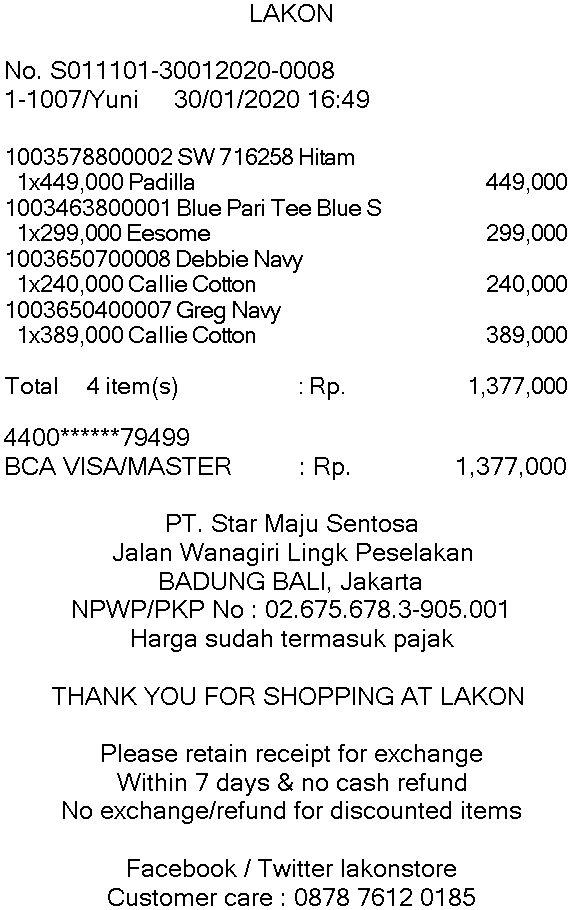 LAKON
No. S011101-30012020-0008
1-1007/Yuni 30/01/2020 16:49
1003578800002 SW 716258 Hitam
1x449,000 Padilla 449,000
1003463800001 Blue Pari Tee Blue S
1x299,000 Eesome 299,000
1003650700008 Debbie Navy
1x240,000 Callie Cotton 240,000
1003650400007 Greg Navy
1x389,000 Callie Cotton 389,000
Total 4 item(s) : Rp. 1,377,000
4400******79499
BCA VISA/MASTER : Rp. 1,377,000
PT. Star Maju Sentosa
Jalan Wanagiri Lingk Peselakan
BADUNG BALI, Jakarta
NPWP/PKP No : 02.675.678.3-905.001
Harga sudah termasuk pajak
THANK YOU FOR SHOPPING AT LAKON
Please retain receipt for exchange
Within 7 days & no cash refund
No exchange/refund for discounted items
Facebook / Twitter lakonstore
Customer care : 0878 7612 0185